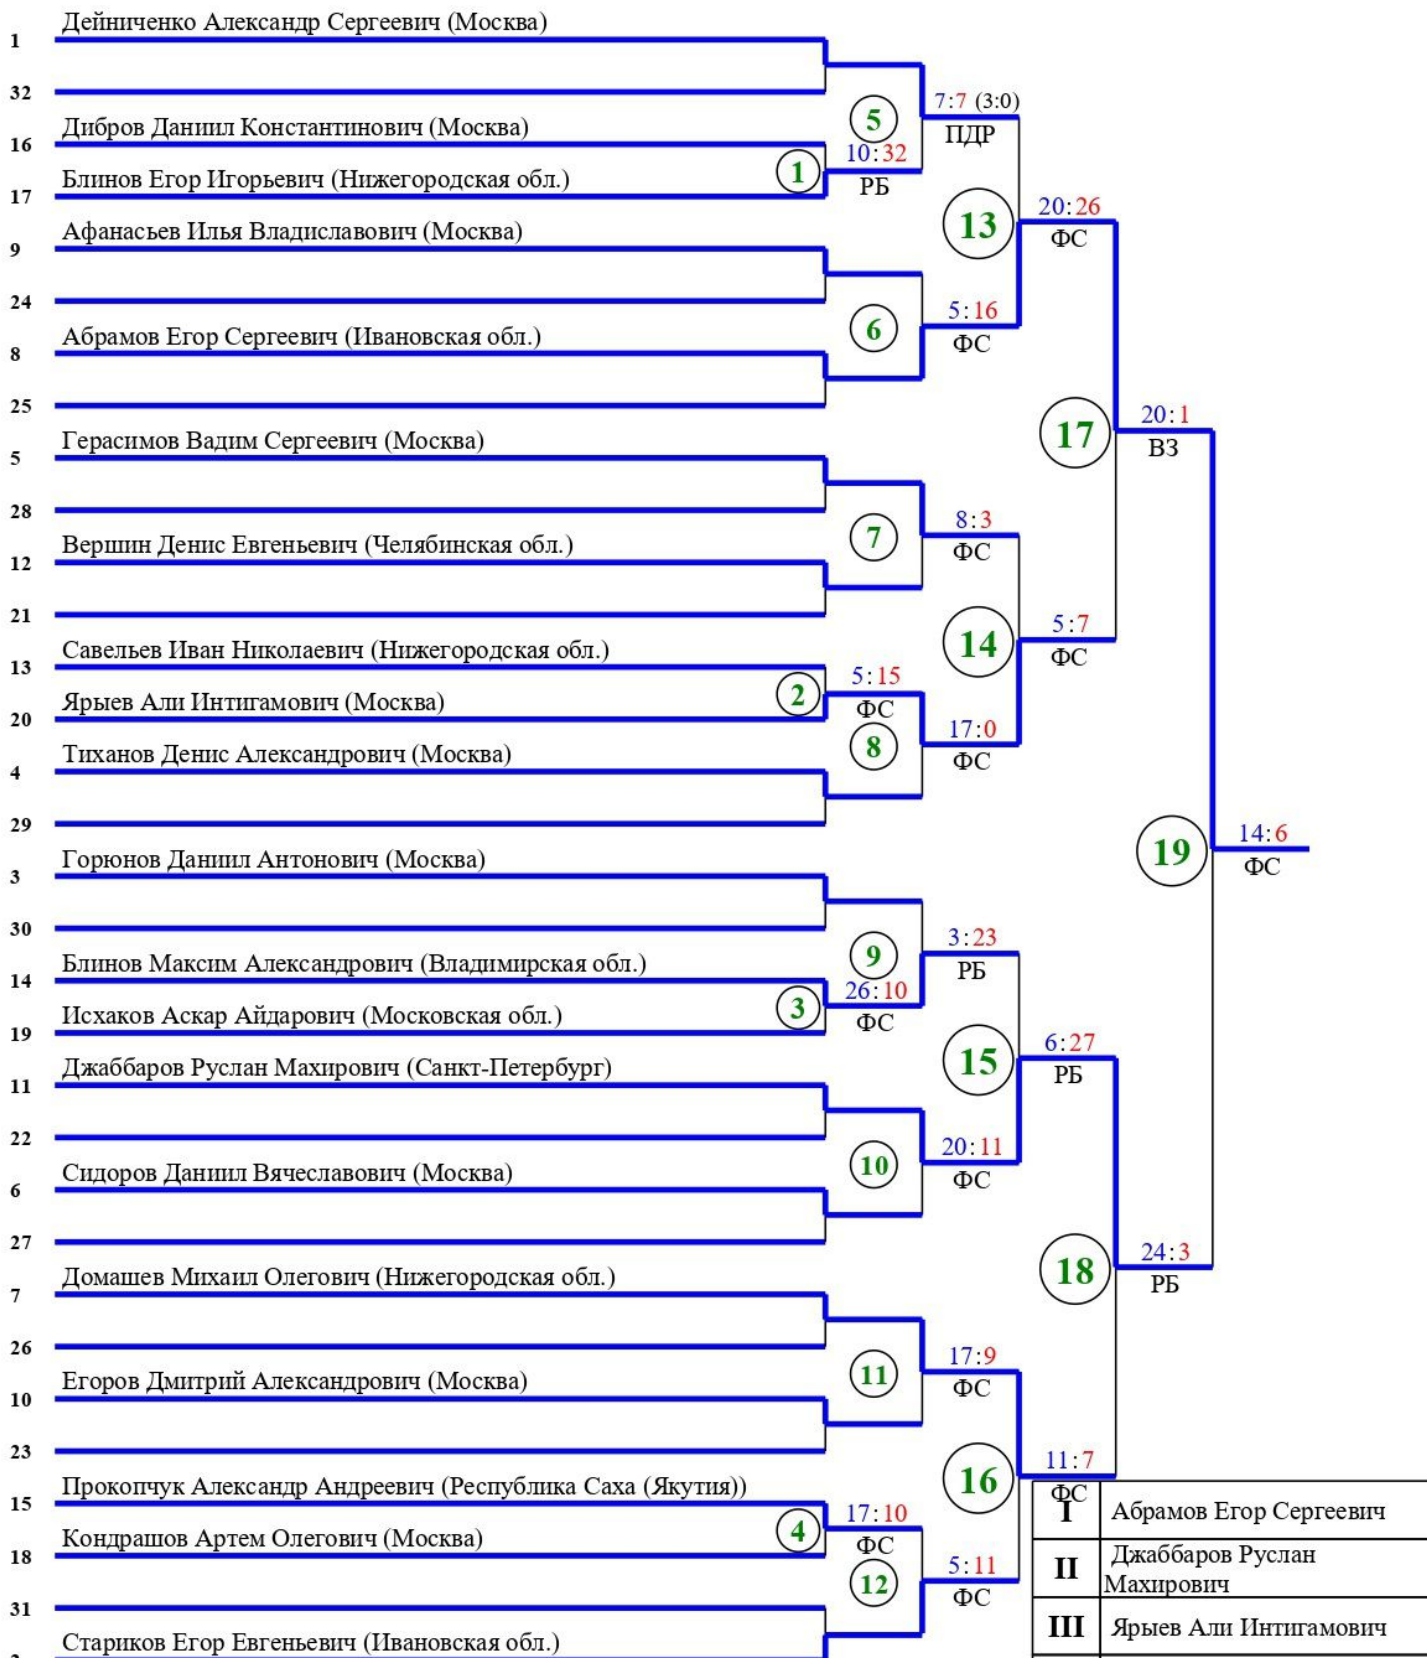 Дейниченко Александр Сергеевич (Москва)
1
32
7:7 (3:0)
5
ПДР
Дибров Даниил Константинович (Москва)
16
10:32
1
РБ
Блинов Егор Игорьевич (Нижегородская обл.)
17
20:26
13
ФС
Афанасьев Илья Владиславович (Москва)
9
24
5:16
6
ФС
Абрамов Егор Сергеевич (Ивановская обл.)
8
25
20:1
17
ВЗ
Герасимов Вадим Сергеевич (Москва)
5
28
8:3
7
ФС
Вершин Денис Евгеньевич (Челябинская обл.)
12
21
5:7
14
ФС
Савельев Иван Николаевич (Нижегородская обл.)
13
5:15
2
ФС
Ярыев Али Интигамович (Москва)
20
17:0
8
ФС
Тиханов Денис Александрович (Москва)
4
29
14:6
19
ФС
Горюнов Даниил Антонович (Москва)
3
30
3:23
9
РБ
Блинов Максим Александрович (Владимирская обл.)
14
26:10
3
ФС
Исхаков Аскар Айдарович (Московская обл.)
19
6:27
15
РБ
Джаббаров Руслан Махирович (Санкт-Петербург)
11
22
20:11
10
ФС
Сидоров Даниил Вячеславович (Москва)
6
27
24:3
18
РБ
Домашев Михаил Олегович (Нижегородская обл.)
7
26
17:9
11
ФС
Егоров Дмитрий Александрович (Москва)
10
23
11:7
16
ФС
Прокопчук Александр Андреевич (Республика Саха (Якутия))
15
17:10
4
ФС
Кондрашов Артем Олегович (Москва)
18
5:11
12
ФС
31
Стариков Егор Евгеньевич (Ивановская обл.)
I Абрамов Егор Сергеевич
II Джаббаров Руслан
Махирович
III Ярыев Али Интигамович